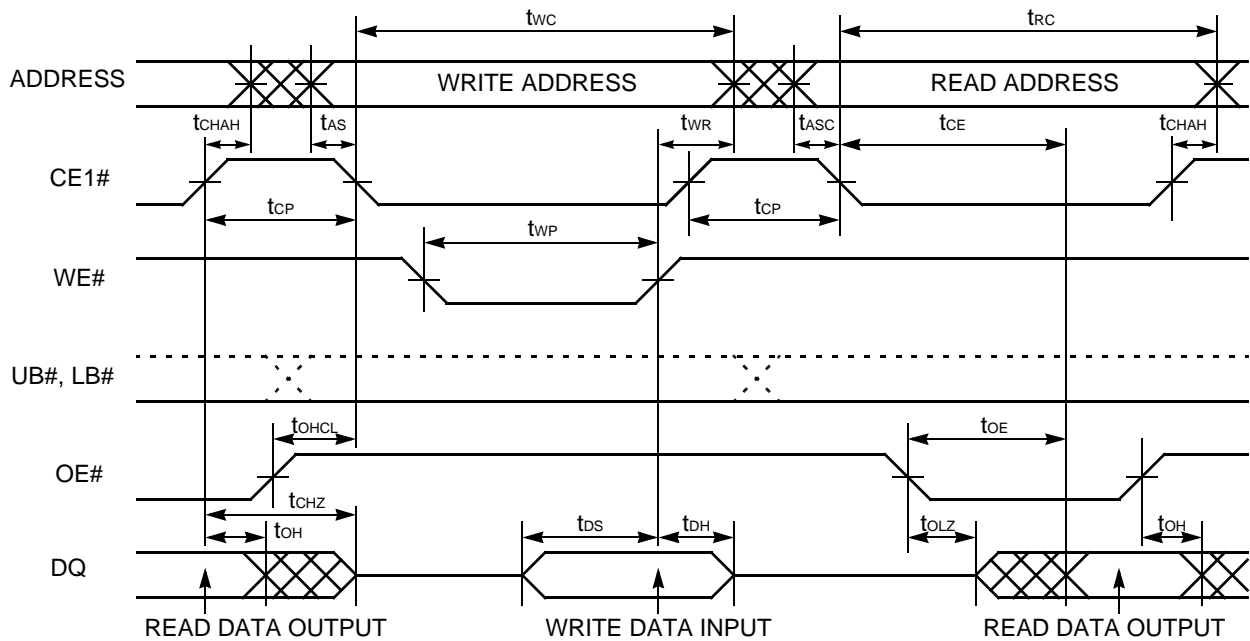 tWC tRC
ADDRESS WRITE ADDRESS READ ADDRESS
tCHAH tAS tWR tASC tCE tCHAH
CE1#
tCP tCP
tWP
WE#
UB#, LB#
tOHCL tOE
OE#
tCHZ
tOH tDS tDH tOLZ tOH
DQ
READ DATA OUTPUT WRITE DATA INPUT READ DATA OUTPUT